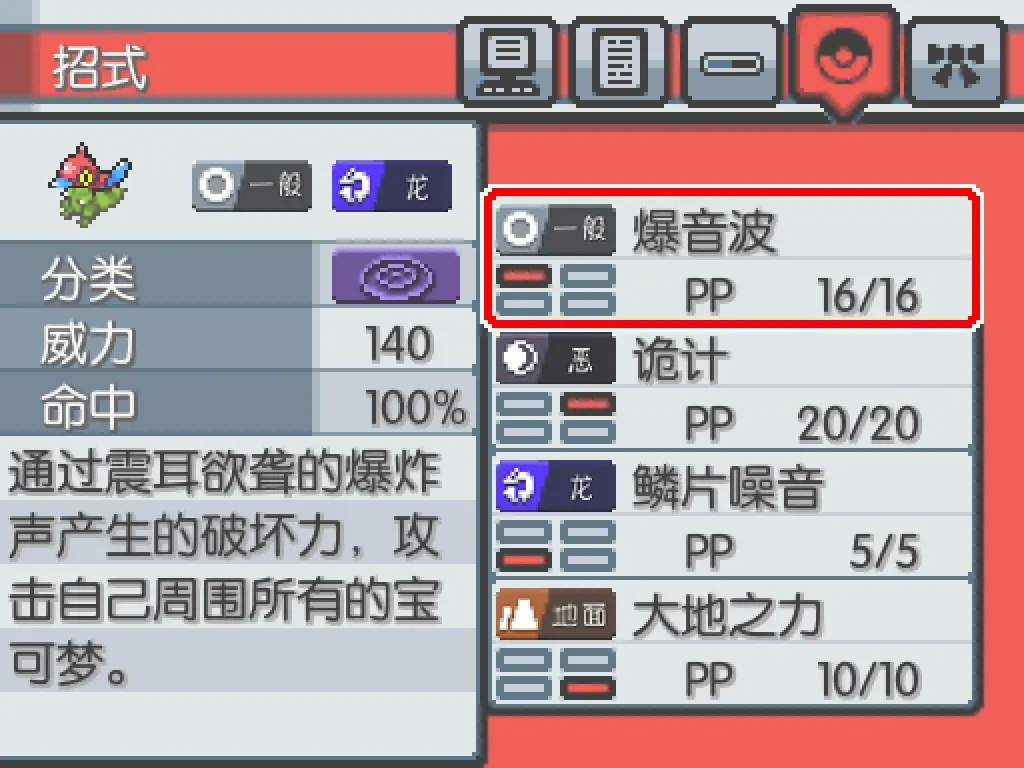 招式
一般 龙
分类
威力 140
命中 100%
通过震耳欲聋的爆炸
声产生的破坏力，攻
击自己周围所有的宝
可梦。
一般 爆音波
PP 16/16
恶 诡计
PP 20/20
龙 鳞片噪音
PP 5/5
地面 大地之力
PP 10/10